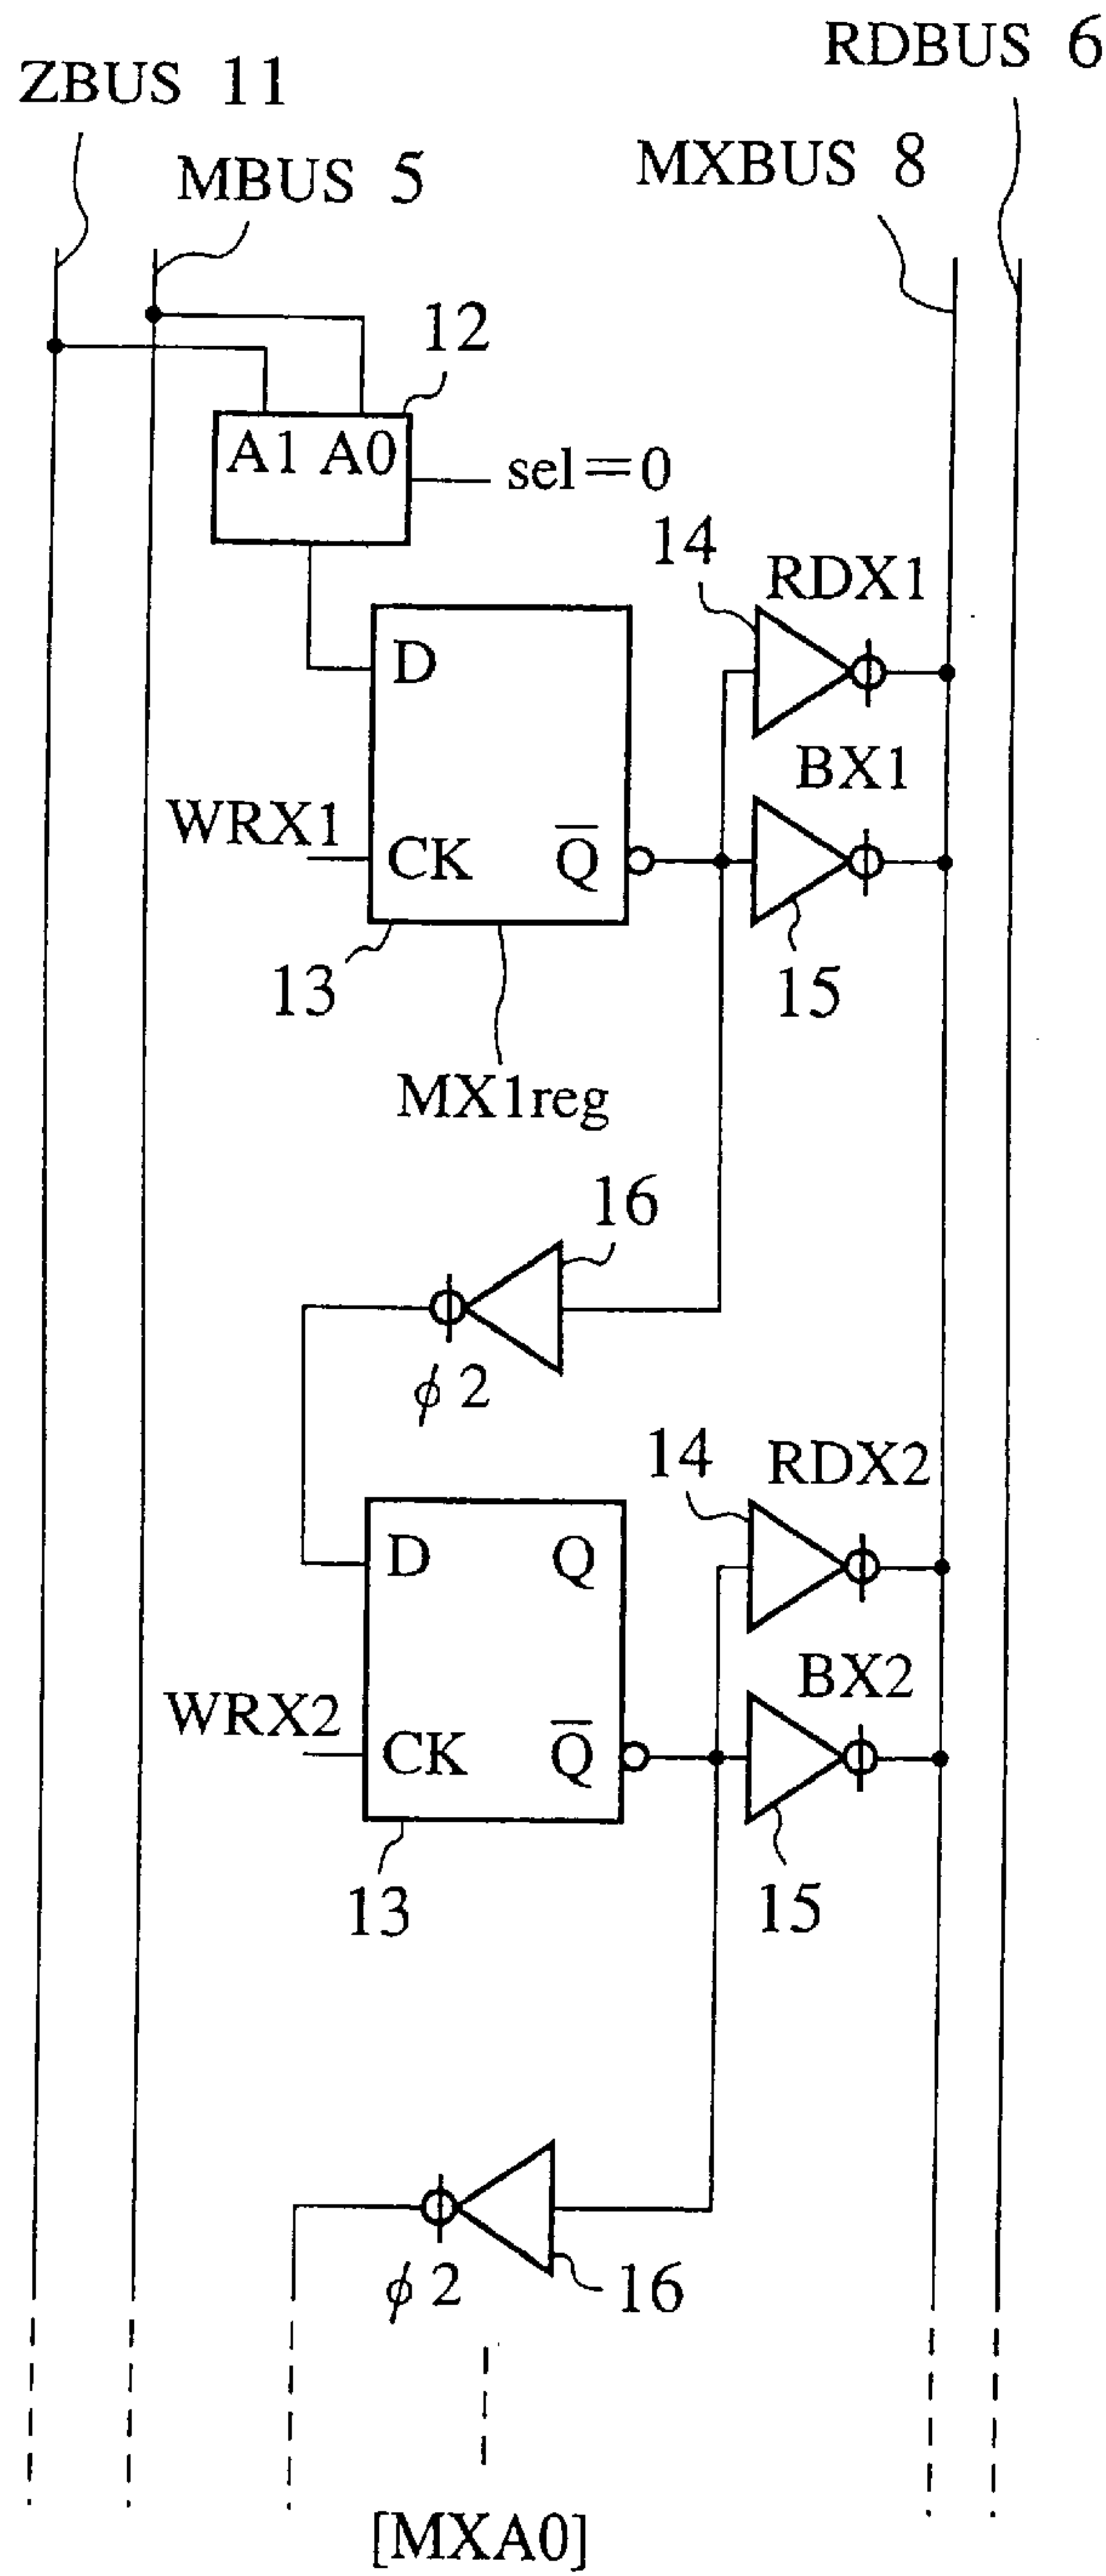 RDBUS 6
ZBUS 11
MXBUS 8
MBUS 5
12
A1 A0
sel=0
14
RDX1
D
BX1
WRX1
CK
Q̅
13
15
MX1reg
16
ϕ2
14
RDX2
D
Q
BX2
WRX2
CK
Q̅
13
15
ϕ2
16
[MXA0]